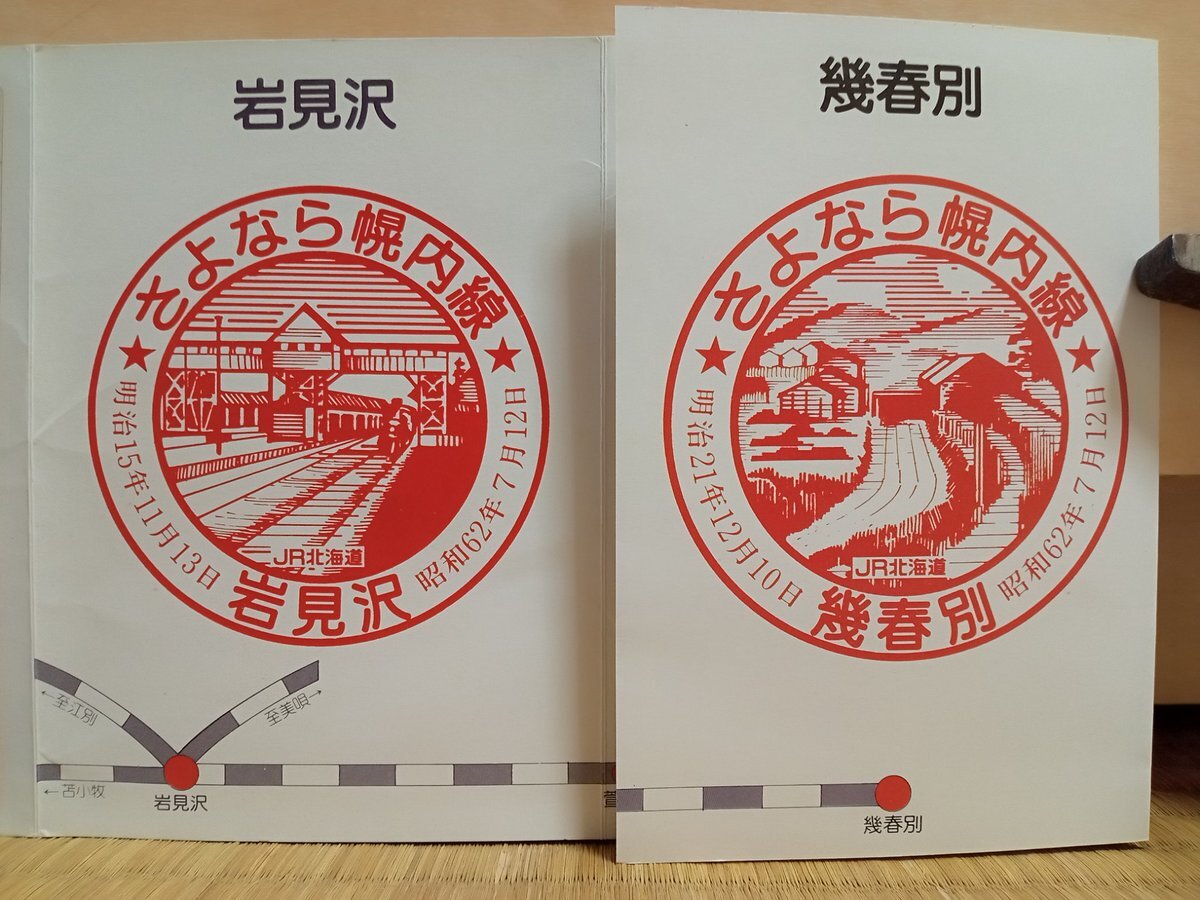 岩見沢
さよなら幌内線
★
★
明治15年11月13日
昭和62年7月12日
JR北海道
岩見沢
←至江別
至美唄→
←苫小牧
岩見沢
萱
幾春別
さよなら幌内線
★
★
明治21年12月10日
昭和62年7月12日
JR北海道
幾春別
幾春別